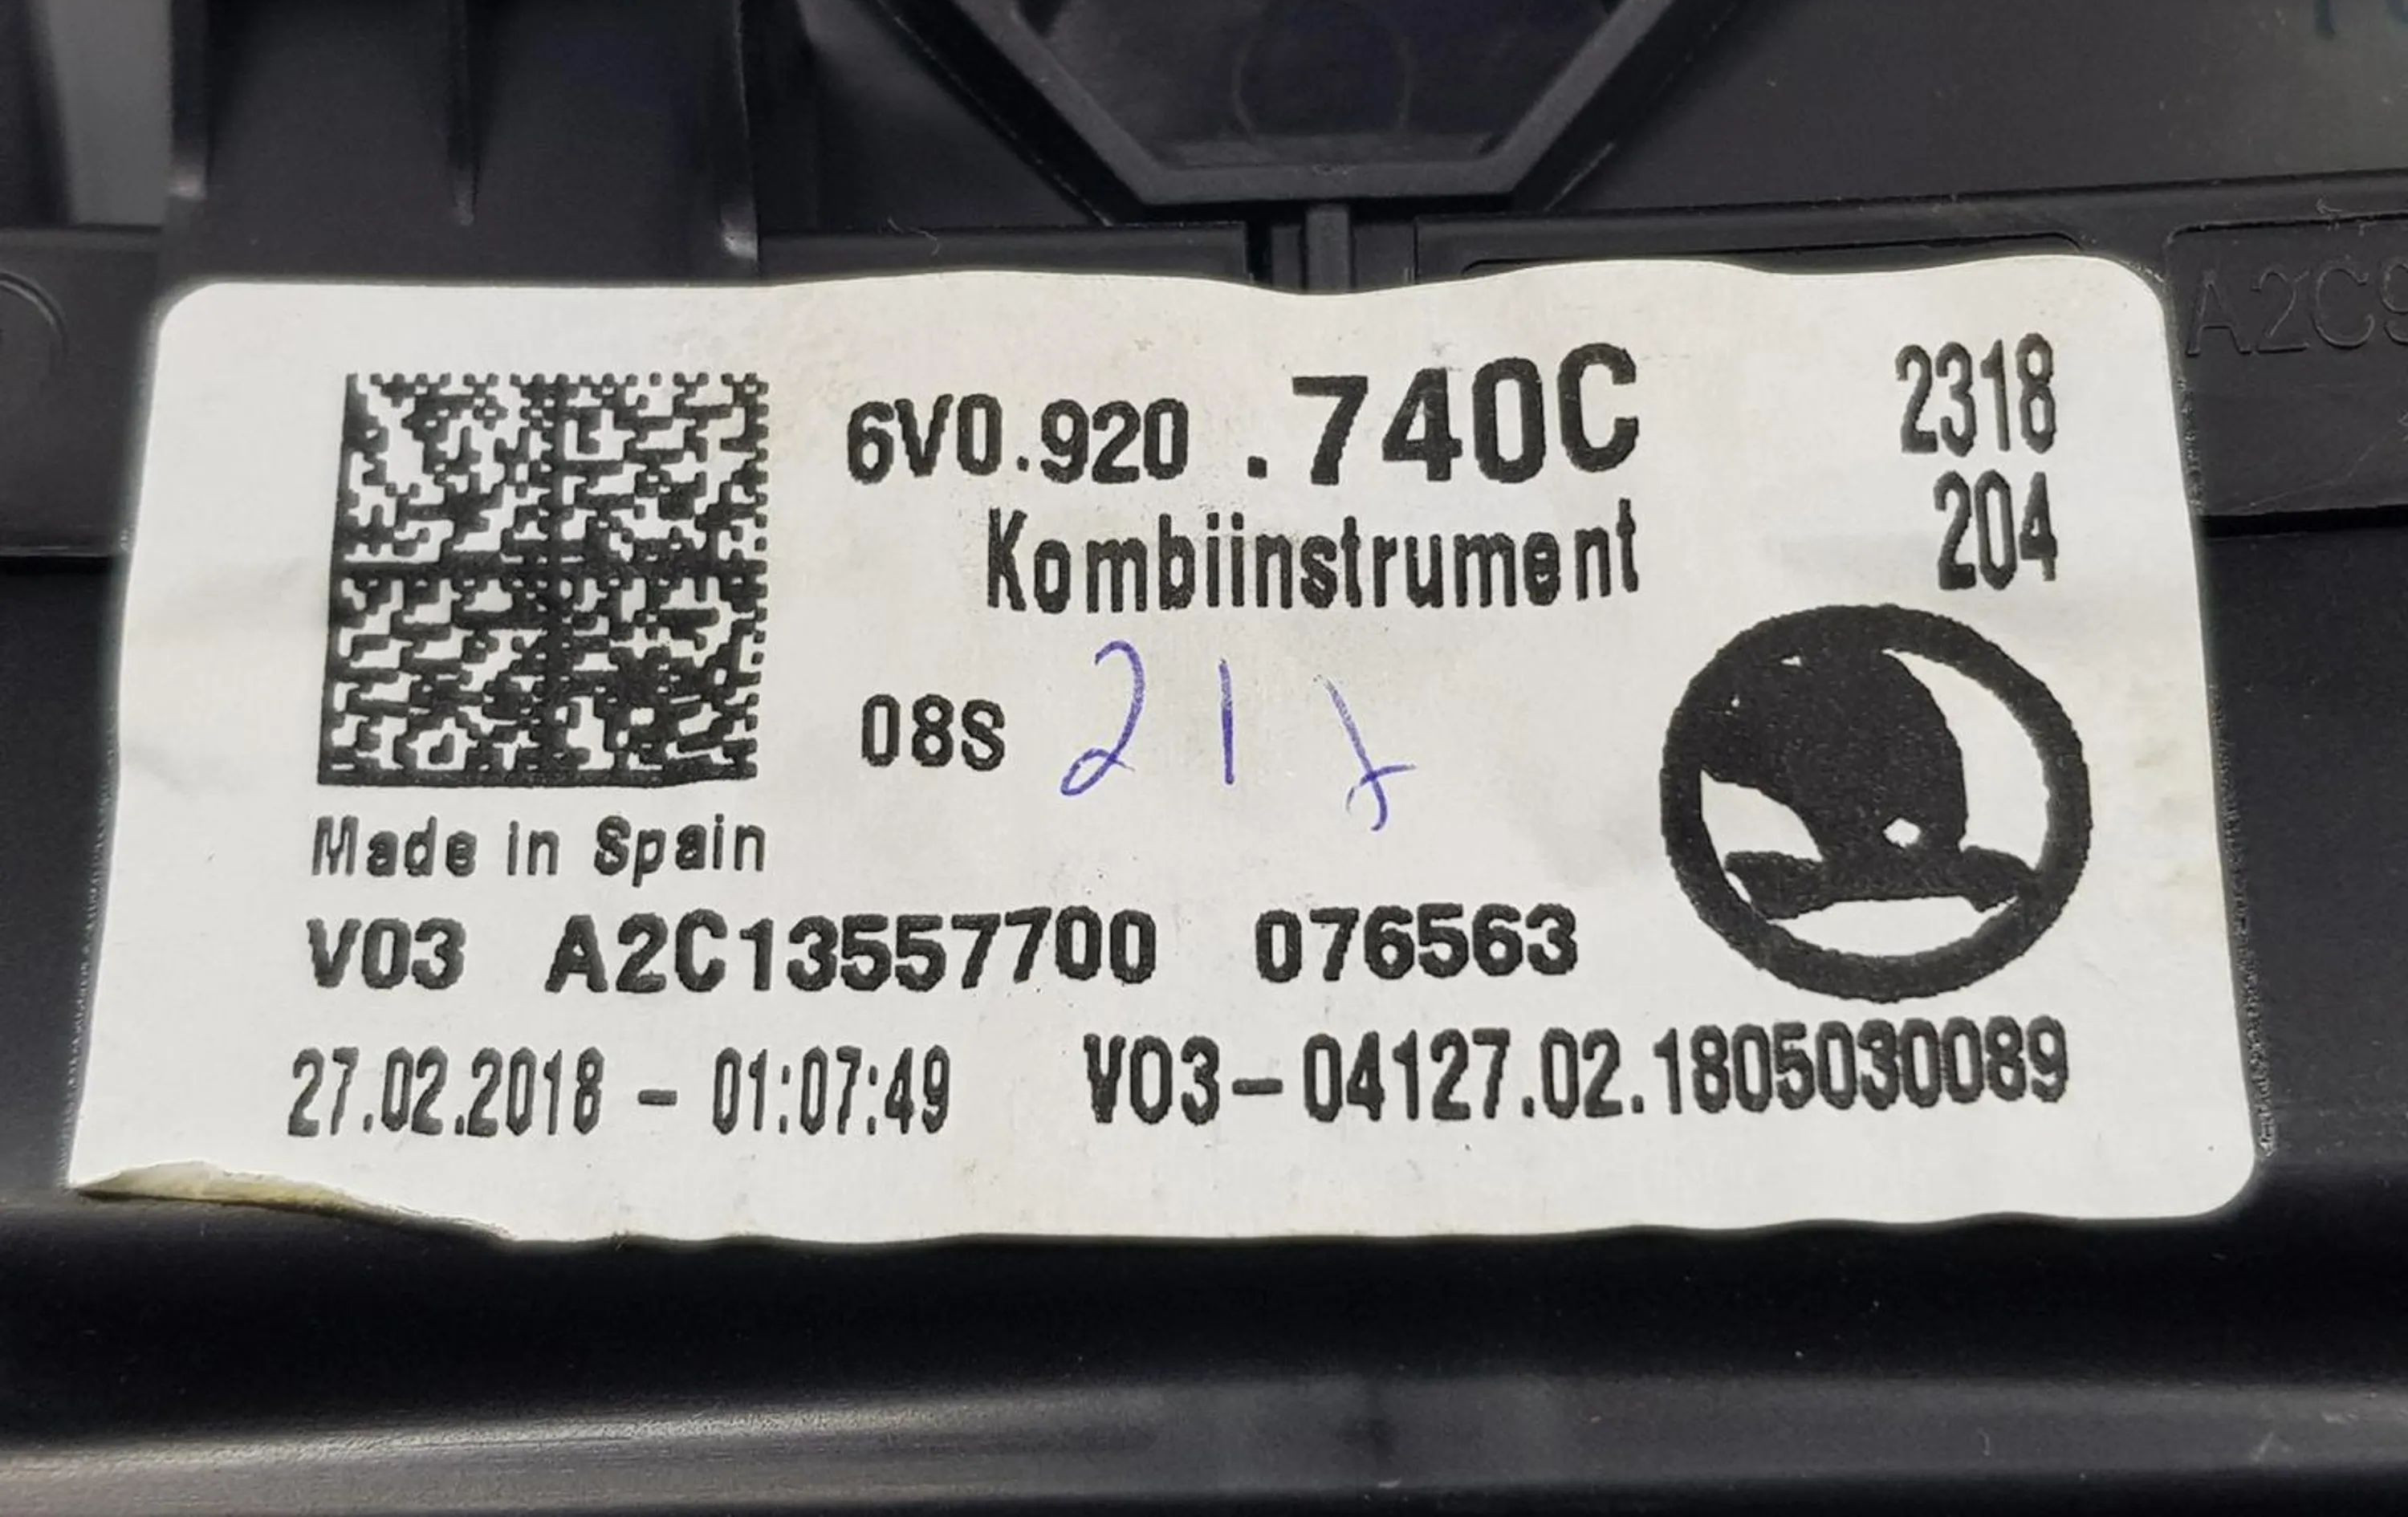 6V0.920 .740C 2318
Kombiinstrument 204
08S 217
Made in Spain
V03 A2C13557700 076563
27.02.2018 - 01:07:49 V03-04127.02.1805030089